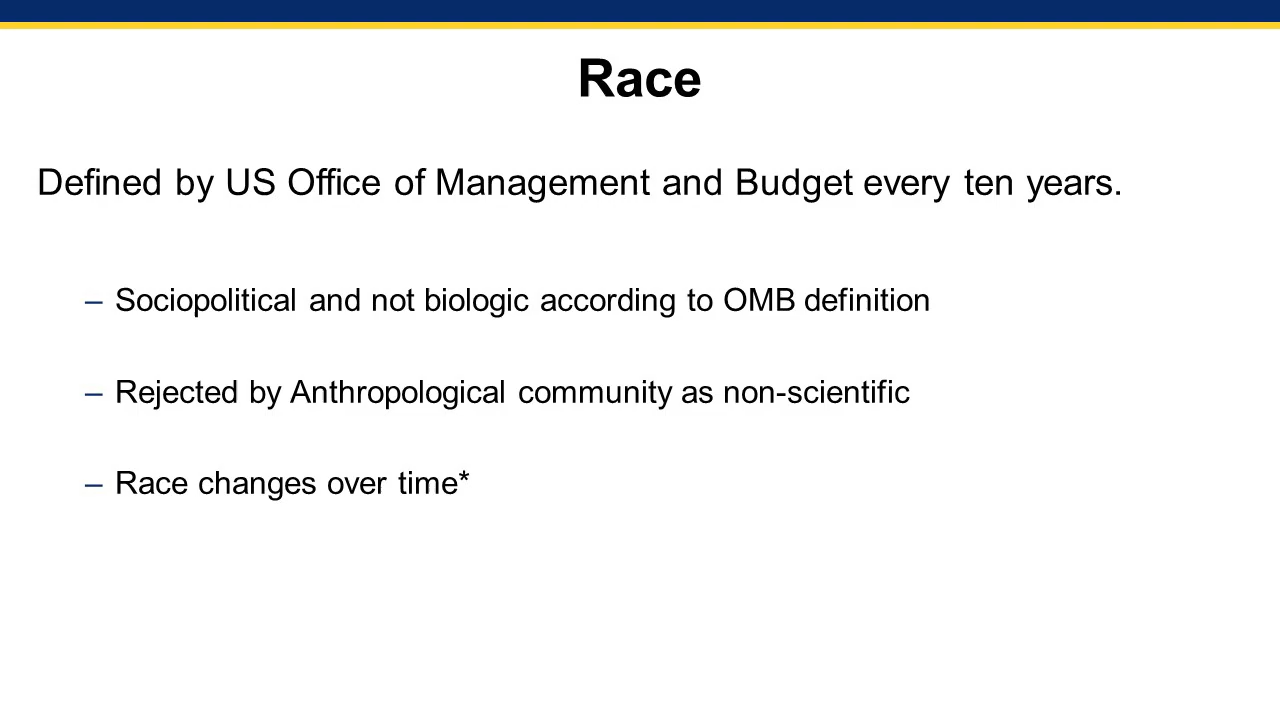 Race
Defined by US Office of Management and Budget every ten years.
– Sociopolitical and not biologic according to OMB definition
– Rejected by Anthropological community as non-scientific
– Race changes over time*